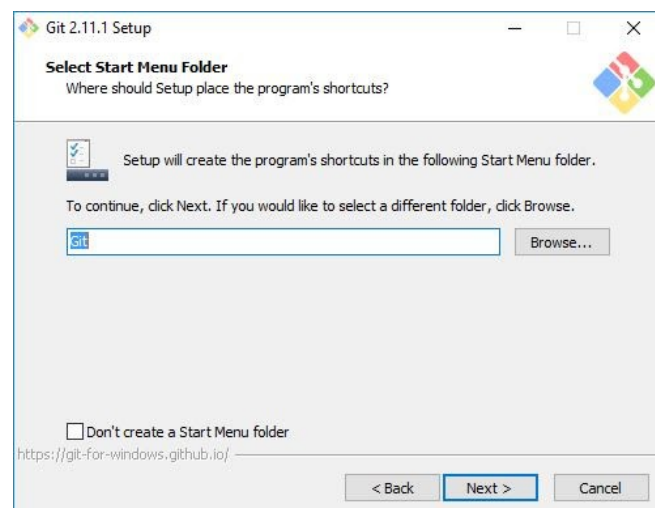 Git 2.11.1 Setup
Select Start Menu Folder
Where should Setup place the program's shortcuts?
Setup will create the program's shortcuts in the following Start Menu folder.
To continue, click Next. If you would like to select a different folder, click Browse.
Git
Browse...
Don't create a Start Menu folder
https://git-for-windows.github.io/
< Back
Next >
Cancel